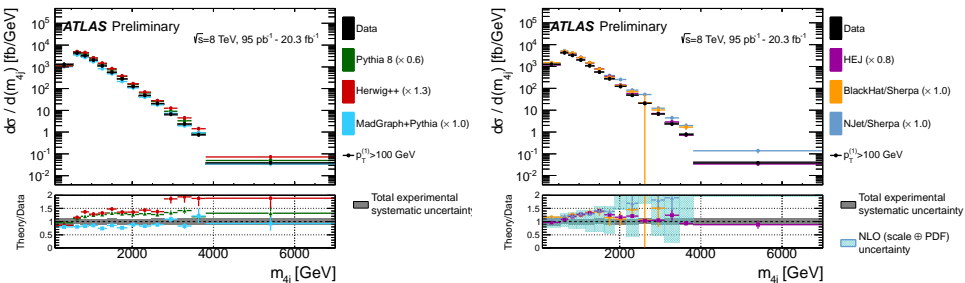 ATLAS Preliminary
√s=8 TeV, 95 pb⁻¹ - 20.3 fb⁻¹
dσ / d(m₄ⱼ) [fb/GeV]
10⁵
10⁴
10³
10²
10
1
10⁻¹
10⁻²
Data
Pythia 8 (× 0.6)
Herwig++ (× 1.3)
MadGraph+Pythia (× 1.0)
p_T^(1)>100 GeV
Theory/Data
2
1.5
1
0.5
0
2000
4000
6000
m₄ⱼ [GeV]
Total experimental
systematic uncertainty
ATLAS Preliminary
√s=8 TeV, 95 pb⁻¹ - 20.3 fb⁻¹
dσ / d(m₄ⱼ) [fb/GeV]
10⁵
10⁴
10³
10²
10
1
10⁻¹
10⁻²
Data
HEJ (× 0.8)
BlackHat/Sherpa (× 1.0)
NJet/Sherpa (× 1.0)
p_T^(1)>100 GeV
Theory/Data
2
1.5
1
0.5
0
2000
4000
6000
m₄ⱼ [GeV]
Total experimental
systematic uncertainty
NLO (scale ⊕ PDF)
uncertainty